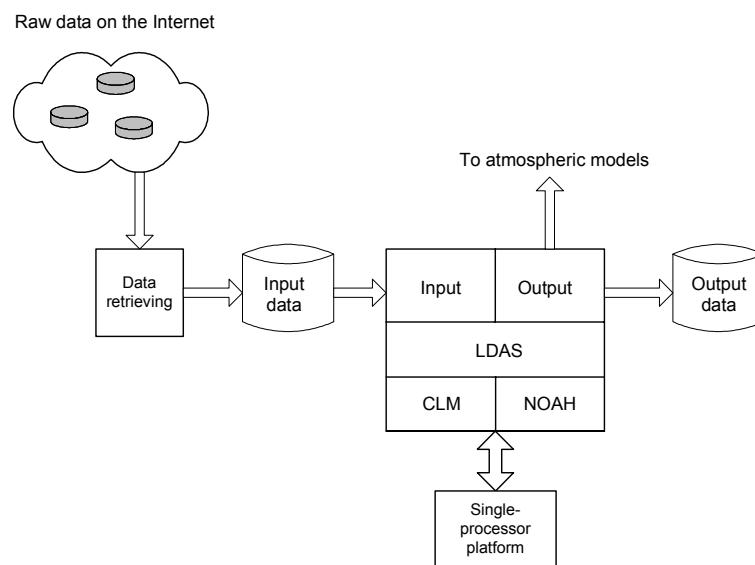 Raw data on the Internet
To atmospheric models
Data
retrieving
Input
data
Input
Output
Output
data
LDAS
CLM
NOAH
Single-
processor
platform